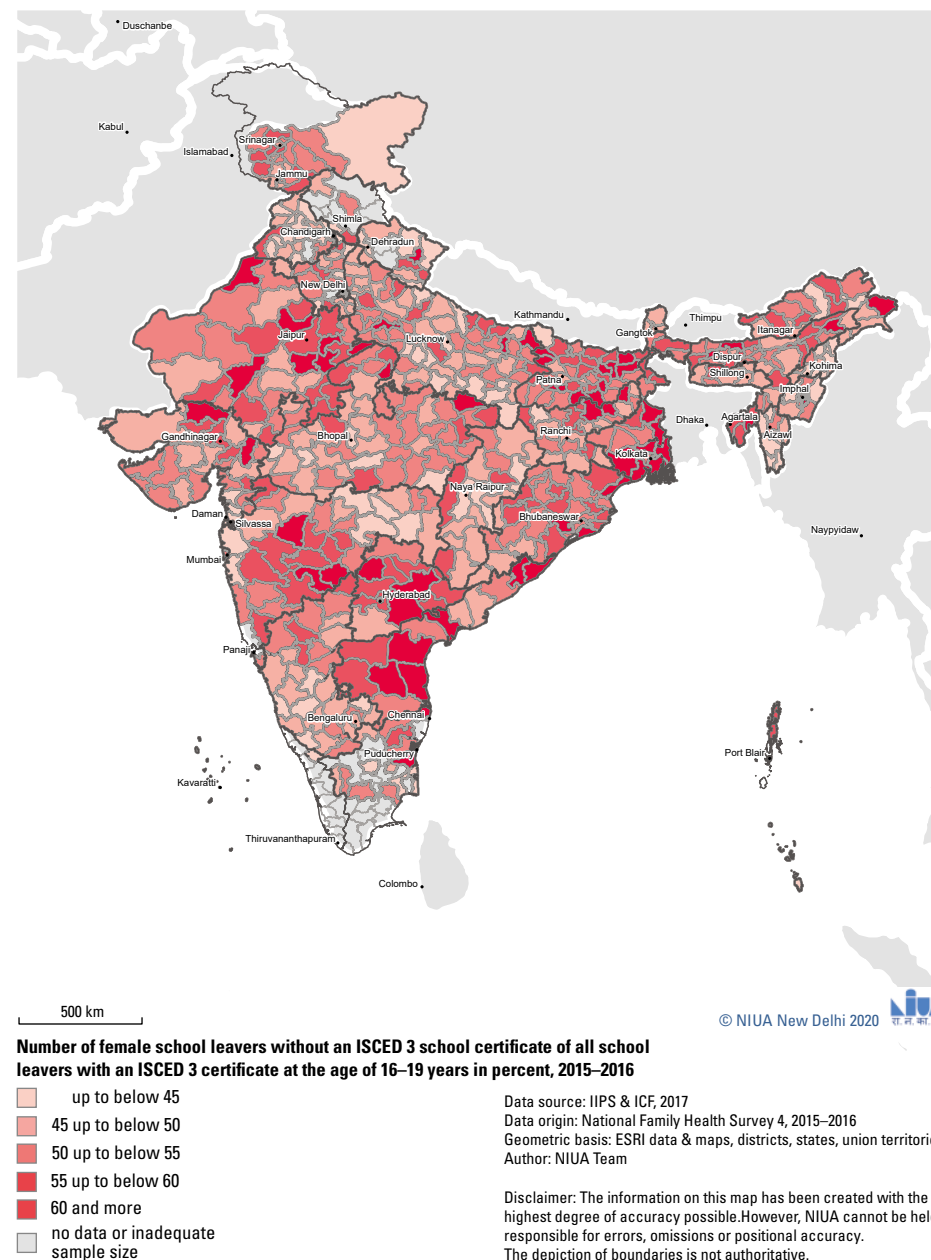 Duschanbe
Kabul
Srinagar
Islamabad
Jammu
Shimla
Chandigarh
Dehradun
New Delhi
Kathmandu
Thimpu
Gangtok
Itanagar
Jaipur
Lucknow
Dispur
Kohima
Shillong
Patna
Imphal
Dhaka
Agartala
Gandhinagar
Bhopal
Ranchi
Aizawl
Kolkata
Naya Raipur
Daman
Silvassa
Bhubaneswar
Naypyidaw
Mumbai
Hyderabad
Panaji
Bengaluru
Chennai
Puducherry
Port Blair
Kavaratti
Thiruvananthapuram
Colombo
500 km
© NIUA New Delhi 2020
NIU
रा. न. का.
Number of female school leavers without an ISCED 3 school certificate of all school
leavers with an ISCED 3 certificate at the age of 16–19 years in percent, 2015–2016
up to below 45
45 up to below 50
50 up to below 55
55 up to below 60
60 and more
no data or inadequate
sample size
Data source: IIPS & ICF, 2017
Data origin: National Family Health Survey 4, 2015–2016
Geometric basis: ESRI data & maps, districts, states, union territorie
Author: NIUA Team
Disclaimer: The information on this map has been created with the
highest degree of accuracy possible.However, NIUA cannot be hel
responsible for errors, omissions or positional accuracy.
The depiction of boundaries is not authoritative.